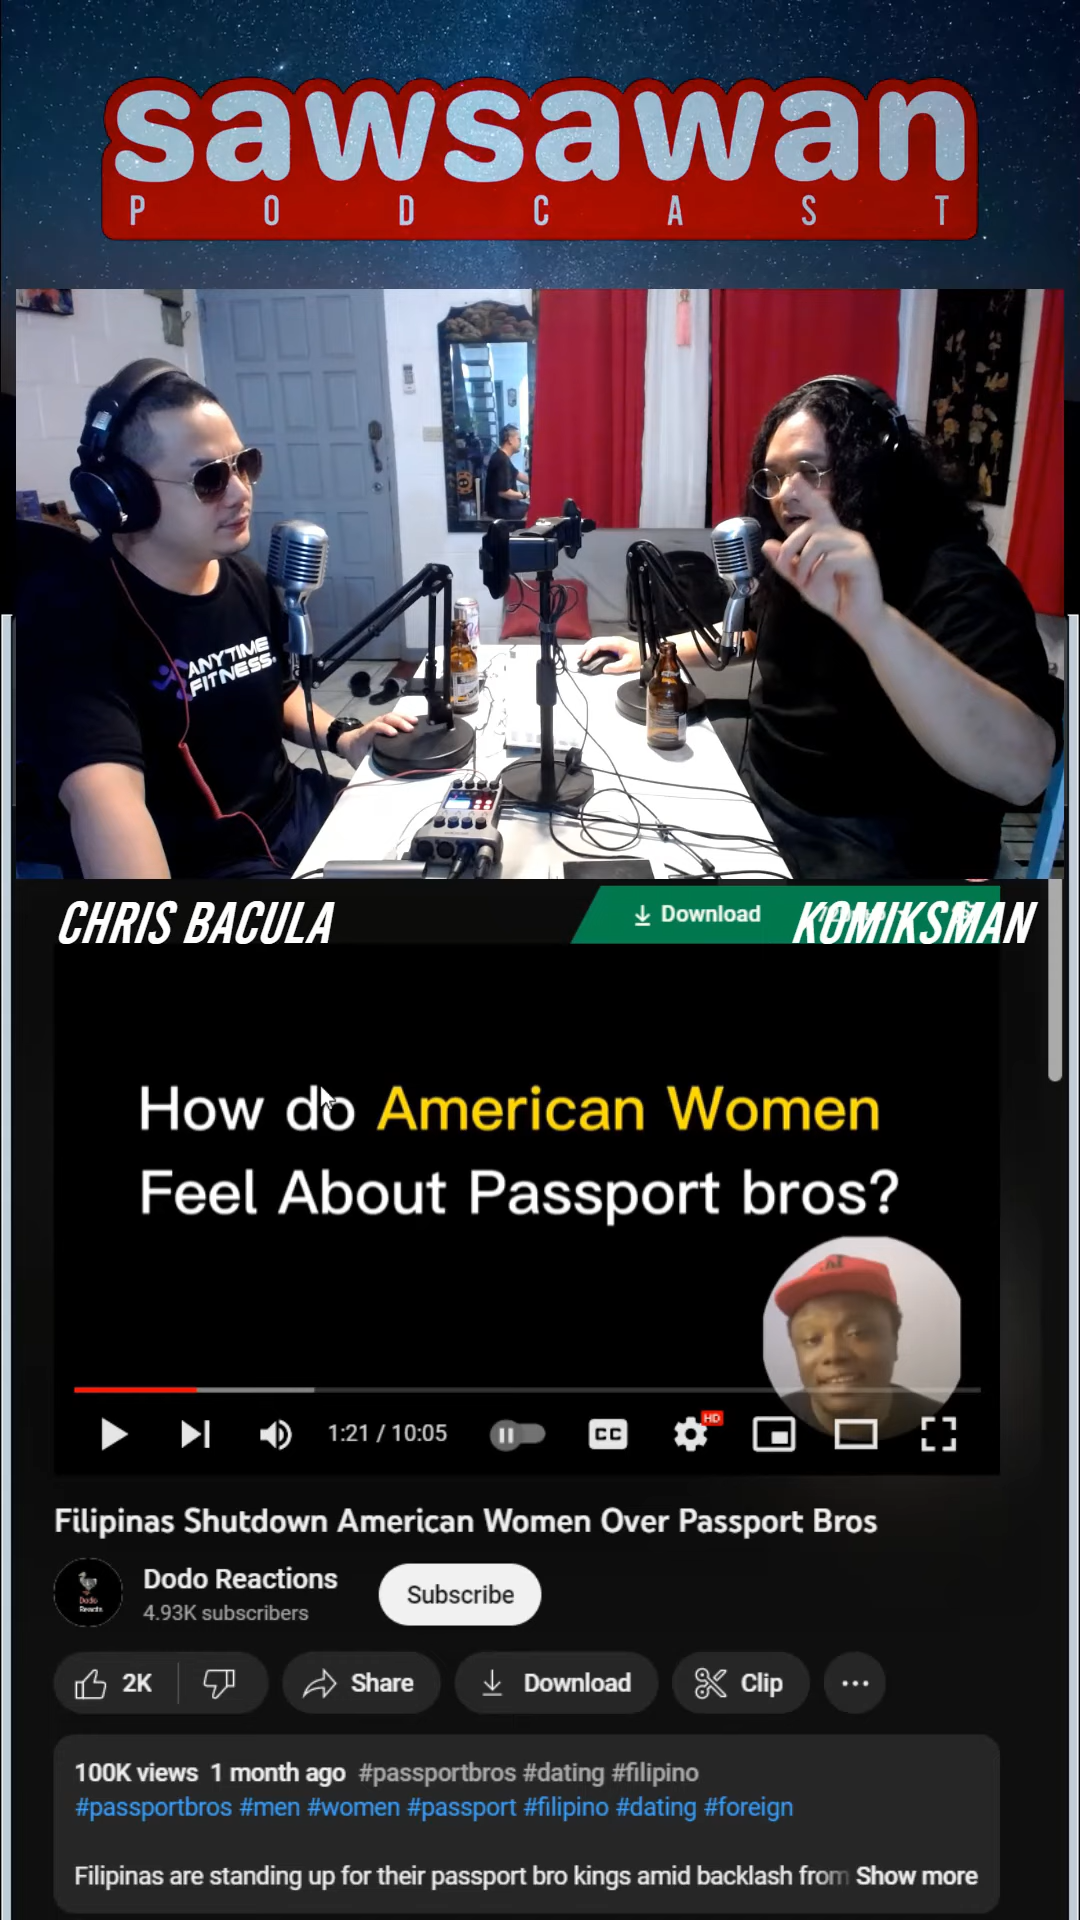 sawsawan
PODCAST
ANYTIME
FITNESS
CHRIS BACULA
Download
KOMIKSMAN
How do American Women
Feel About Passport bros?
HD
1:21 / 10:05
CC
Filipinas Shutdown American Women Over Passport Bros
Dodo Reactions
4.93K subscribers
Subscribe
Dodo
Reacts
2K
Share
Download
Clip
100K views 1 month ago #passportbros #dating #filipino
#passportbros #men #women #passport #filipino #dating #foreign
Filipinas are standing up for their passport bro kings amid backlash from Show more